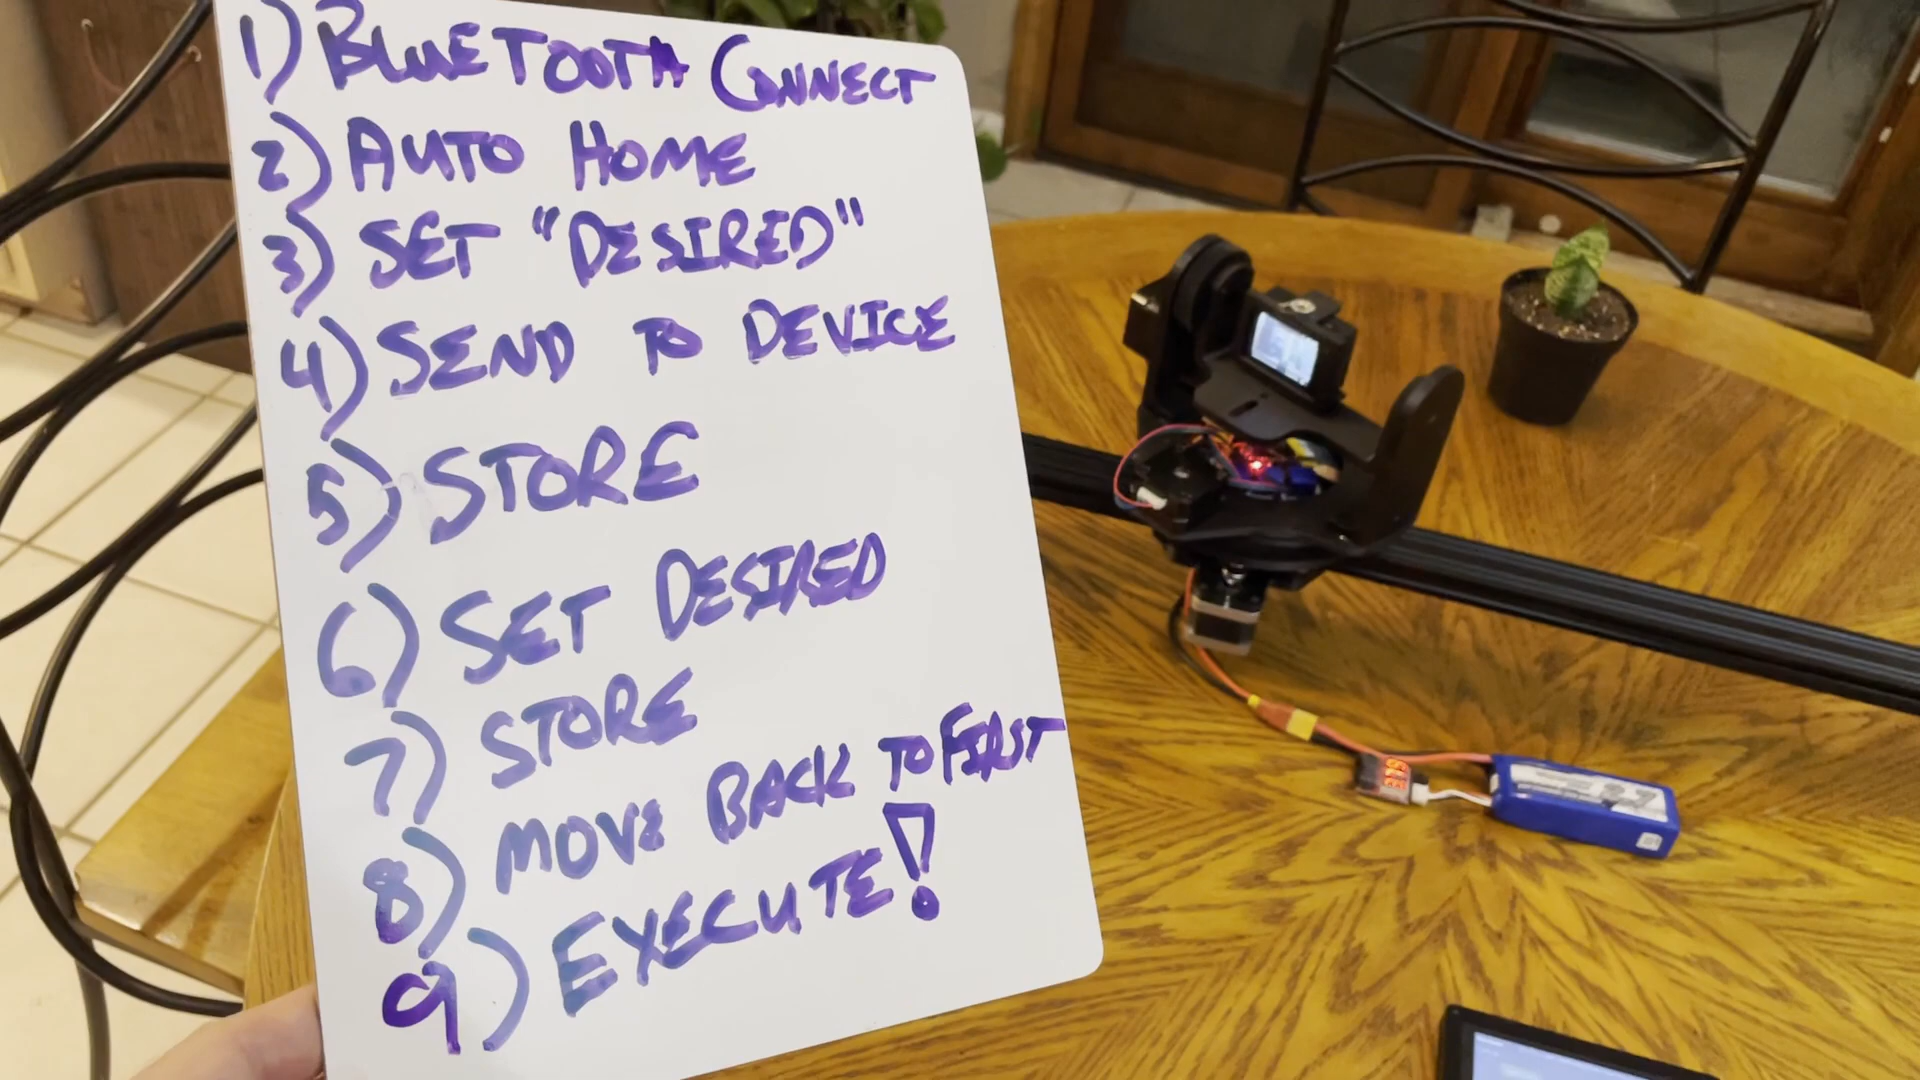 1) BLUETOOTH CONNECT
2) AUTO HOME
3) SET "DESIRED"
4) SEND TO DEVICE
5) STORE
6) SET DESIRED
7) STORE
8) MOVE BACK TO FIRST
9) EXECUTE!